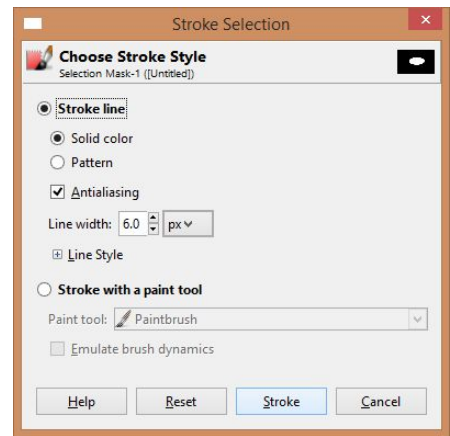 Stroke Selection
Choose Stroke Style
Selection Mask-1 ([Untitled])
Stroke line
Solid color
Pattern
Antialiasing
Line width: 6.0 px
Line Style
Stroke with a paint tool
Paint tool: Paintbrush
Emulate brush dynamics
Help Reset Stroke Cancel